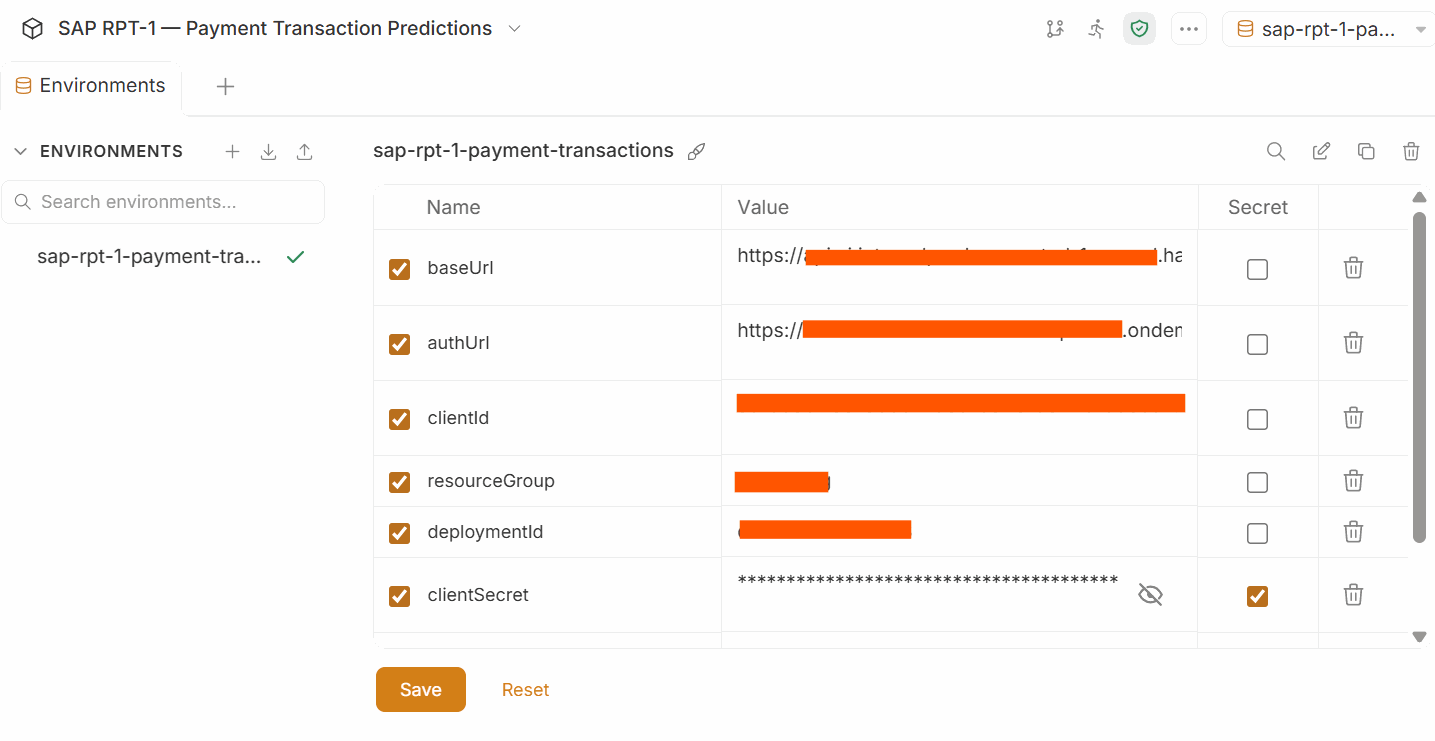 SAP RPT-1 — Payment Transaction Predictions
sap-rpt-1-pa...
Environments
ENVIRONMENTS
sap-rpt-1-payment-transactions
Search environments...
Name Value Secret
sap-rpt-1-payment-tra...
baseUrl https:// .ha
authUrl https:// .onden
clientId
resourceGroup
deploymentId
clientSecret ***************************************
Save Reset